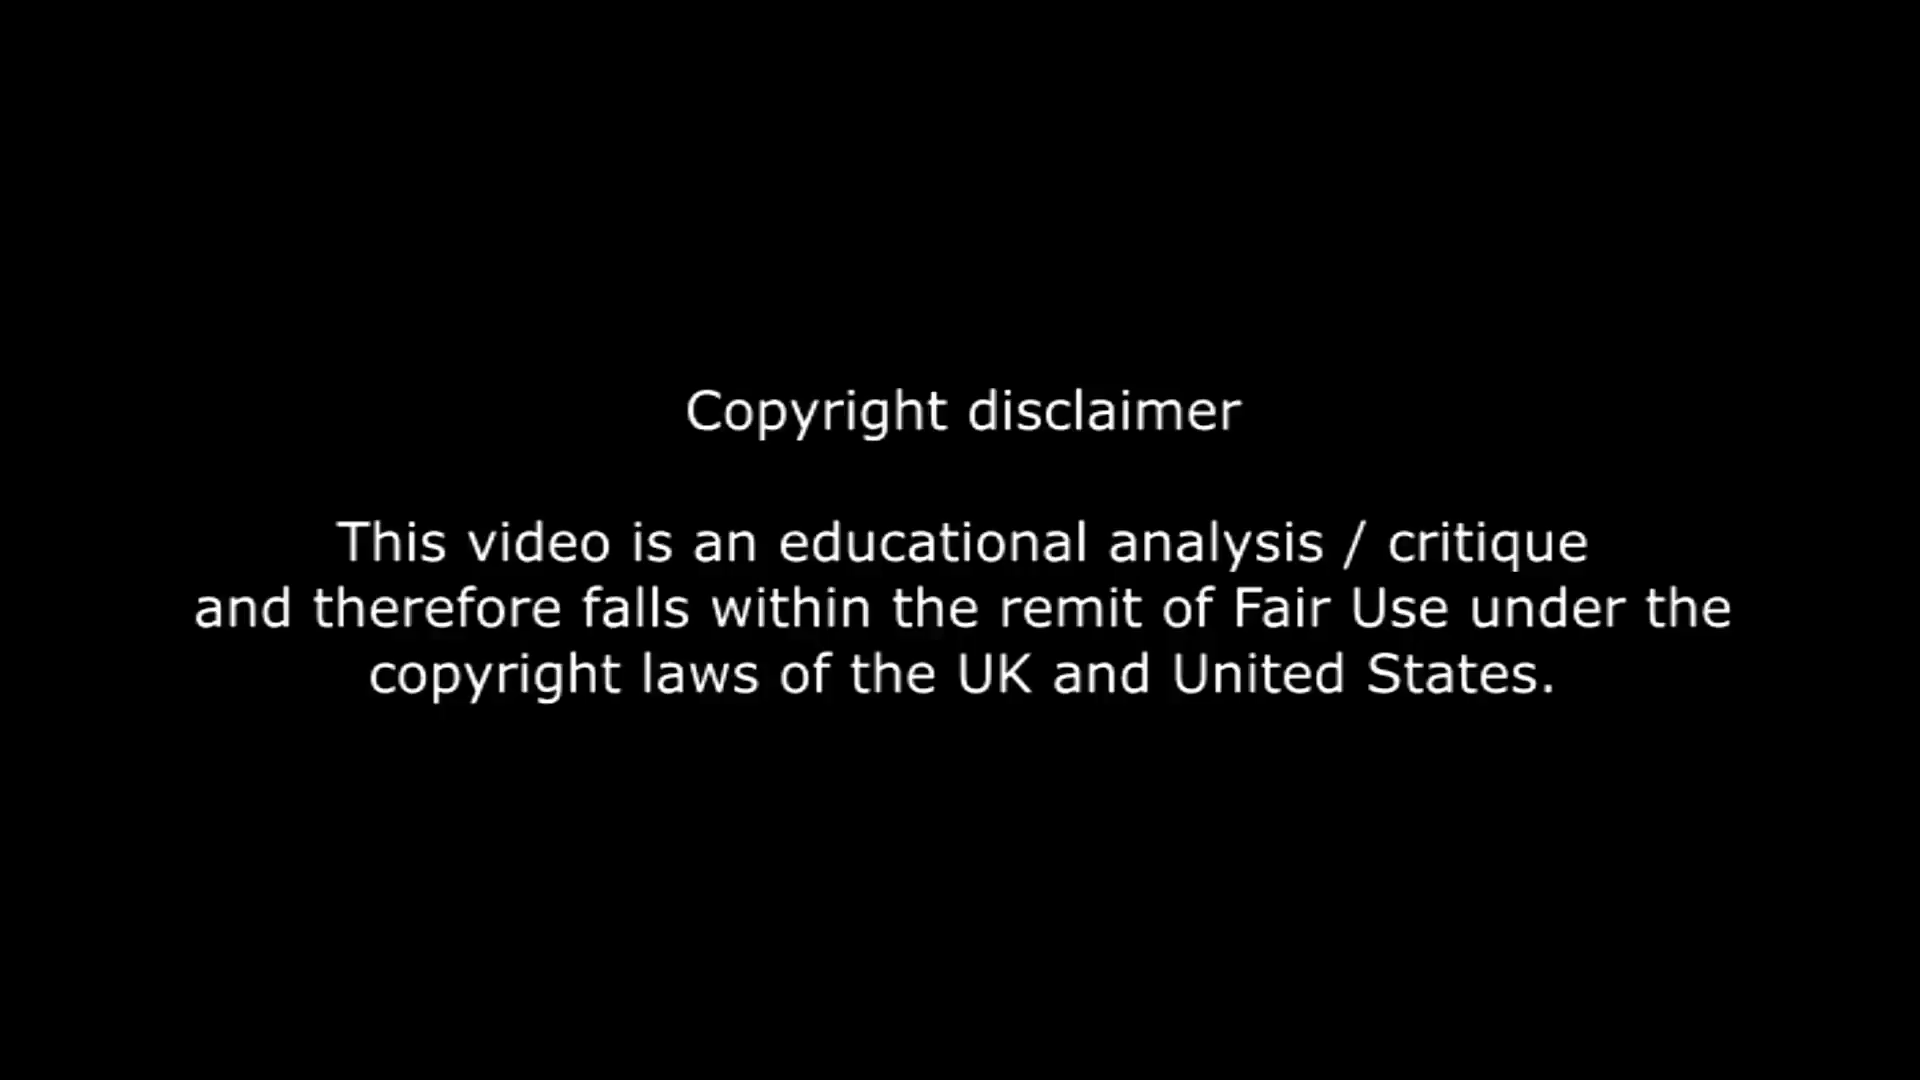 Copyright disclaimer
This video is an educational analysis / critique
and therefore falls within the remit of Fair Use under the
copyright laws of the UK and United States.